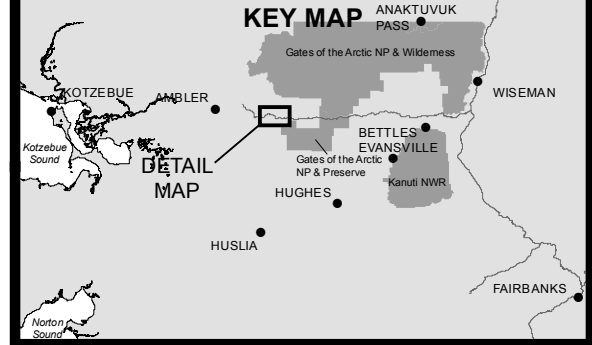 KEY MAP
ANAKTUVUK
PASS
Gates of the Arctic NP & Wilderness
KOTZEBUE
AMBLER
WISEMAN
Kotzebue
Sound
BETTLES
EVANSVILLE
DETAIL
MAP
Gates of the Arctic
NP & Preserve
Kanuti NWR
HUGHES
HUSLIA
FAIRBANKS
Norton
Sound